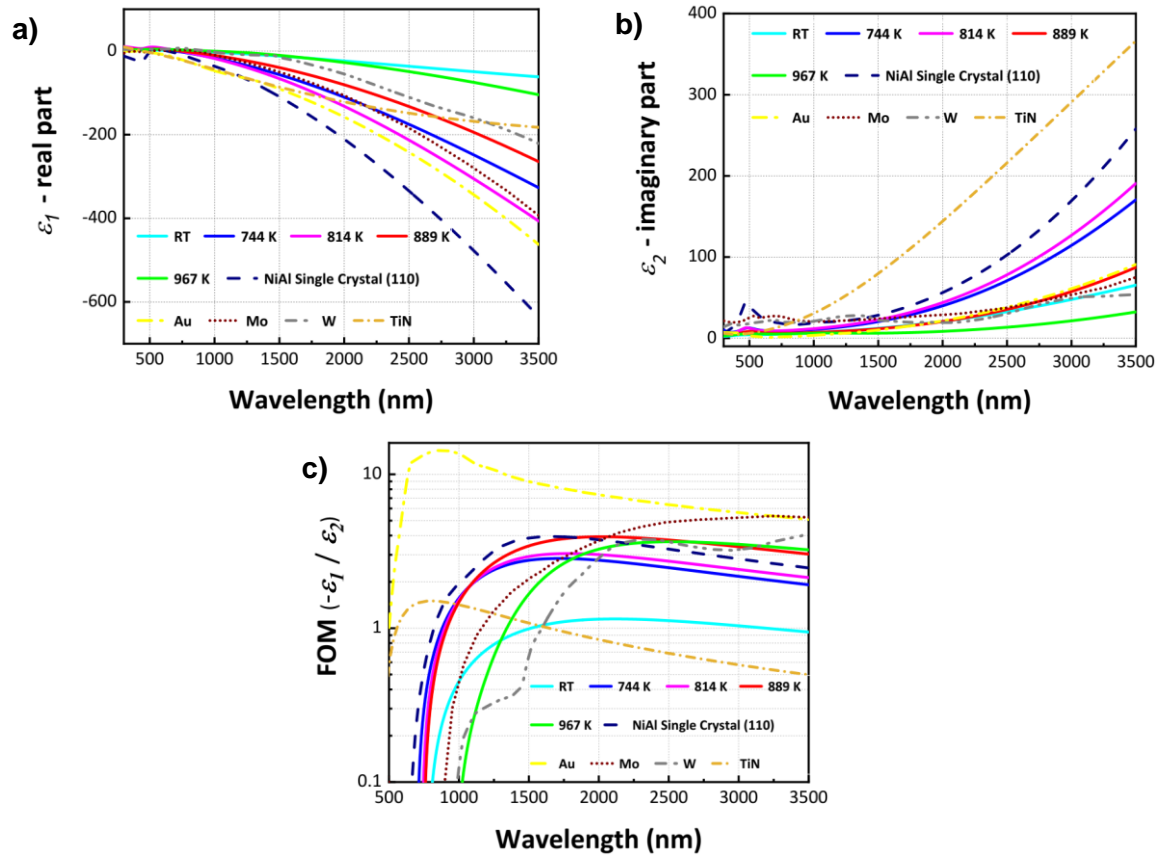 a)
ε1 - real part
0
-200
-400
-600
RT 744 K 814 K 889 K
967 K NiAl Single Crystal (110)
Au Mo W TiN
500 1000 1500 2000 2500 3000 3500
Wavelength (nm)
b)
ε2 - imaginary part
400
300
200
100
0
RT 744 K 814 K 889 K
967 K NiAl Single Crystal (110)
Au Mo W TiN
500 1000 1500 2000 2500 3000 3500
Wavelength (nm)
c)
FOM (-ε1 / ε2)
10
1
0.1
RT 744 K 814 K 889 K
967 K NiAl Single Crystal (110)
Au Mo W TiN
500 1000 1500 2000 2500 3000 3500
Wavelength (nm)